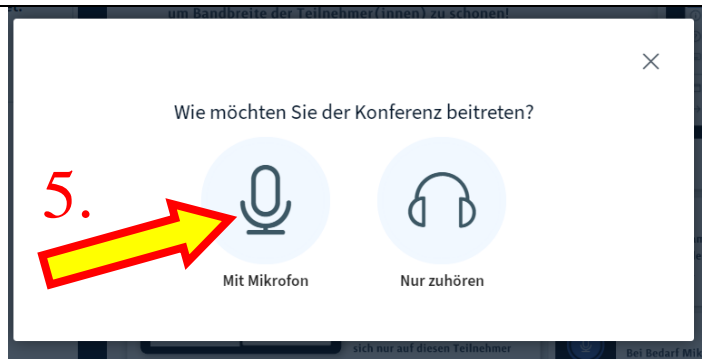 um Bandbreite der Teilnehmer(innen) zu schonen!
Wie möchten Sie der Konferenz beitreten?
5.
Mit Mikrofon
Nur zuhören
sich nur auf diesen Teilnehmer
Bei Bedarf Mik